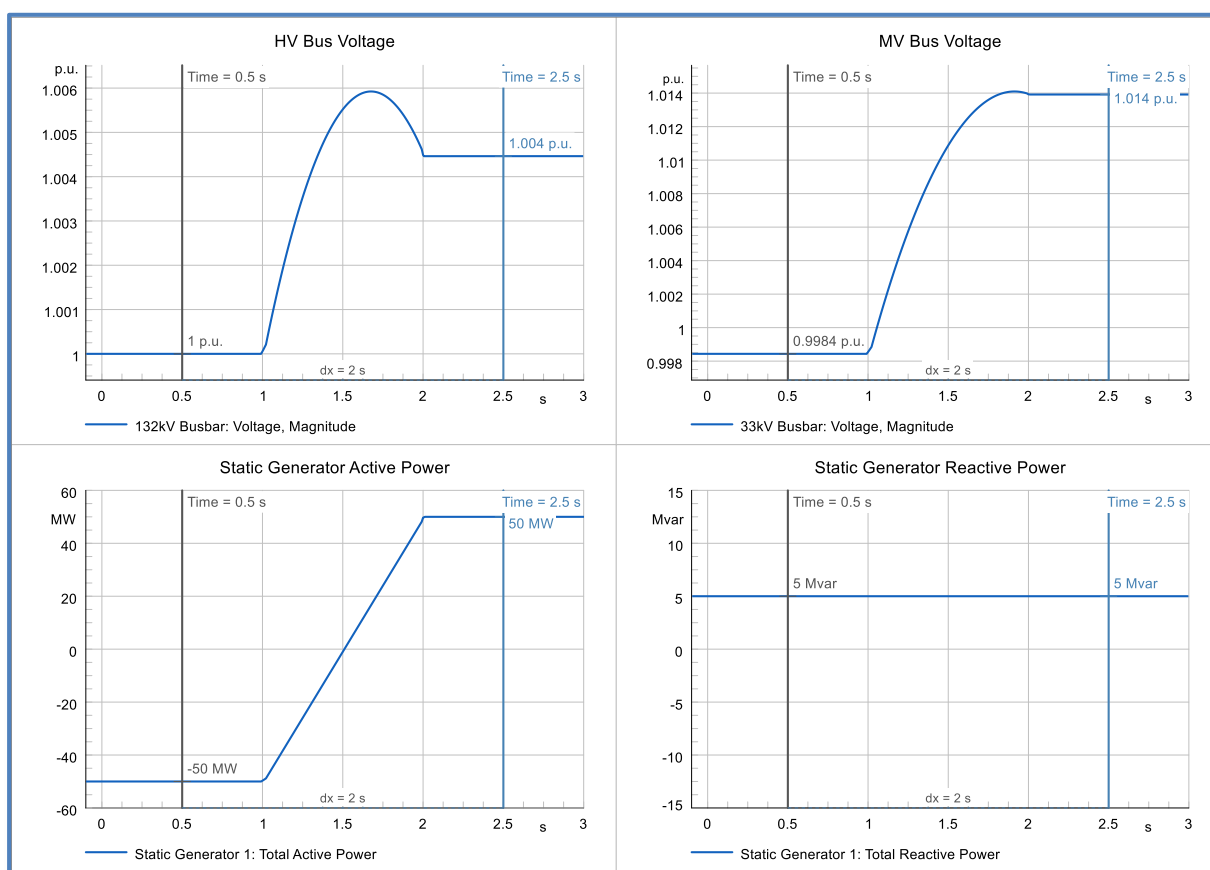 HV Bus Voltage
p.u.
Time = 0.5 s
Time = 2.5 s
1.006
1.005
1.004 p.u.
1.004
1.003
1.002
1.001
1 p.u.
1
dx = 2 s
0 0.5 1 1.5 2 2.5 3
s
132kV Busbar: Voltage, Magnitude
MV Bus Voltage
p.u.
Time = 0.5 s
Time = 2.5 s
1.014
1.014 p.u.
1.012
1.01
1.008
1.006
1.004
1.002
1
0.9984 p.u.
0.998
dx = 2 s
0 0.5 1 1.5 2 2.5 3
s
33kV Busbar: Voltage, Magnitude
Static Generator Active Power
60
MW
Time = 0.5 s
Time = 2.5 s
50 MW
40
20
0
-20
-40
-50 MW
-60
dx = 2 s
0 0.5 1 1.5 2 2.5 3
s
Static Generator 1: Total Active Power
Static Generator Reactive Power
15
Mvar
Time = 0.5 s
Time = 2.5 s
10
5 Mvar
5 Mvar
5
0
-5
-10
-15
dx = 2 s
0 0.5 1 1.5 2 2.5 3
s
Static Generator 1: Total Reactive Power